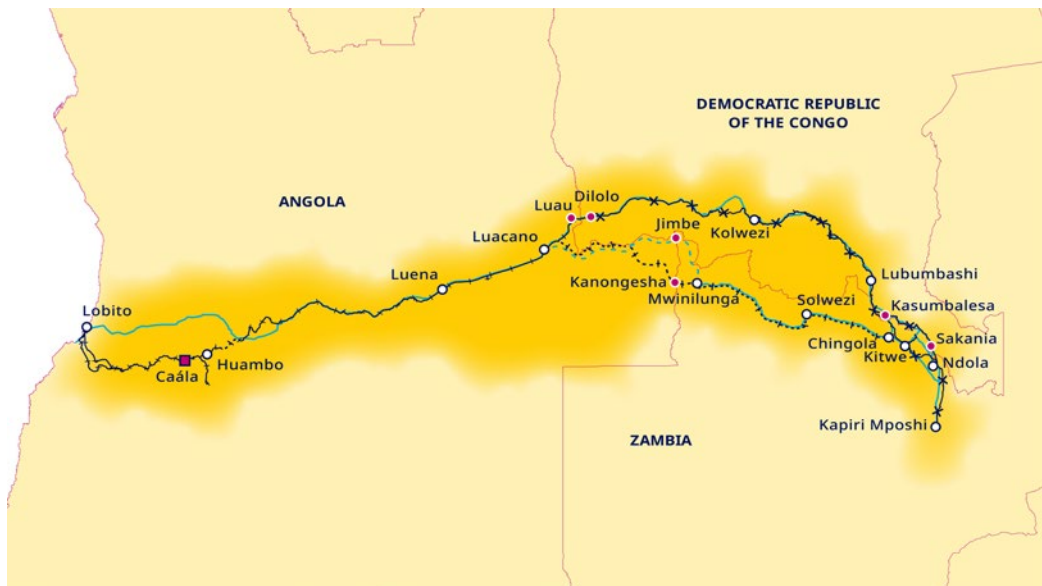 DEMOCRATIC REPUBLIC
OF THE CONGO
ANGOLA
Dilolo
Luau
Jimbe
Kolwezi
Luacano
Luena
Kanongesha
Mwinilunga
Lubumbashi
Solwezi
Kasumbalesa
Lobito
Chingola
Sakania
Kitwe
Huambo
Ndola
Caála
Kapiri Mposhi
ZAMBIA